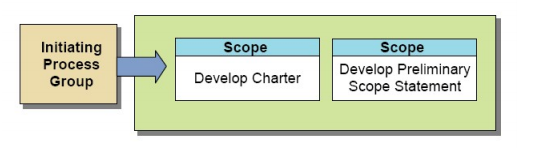 Initiating
Process
Group
Scope
Develop Charter
Scope
Develop Preliminary
Scope Statement